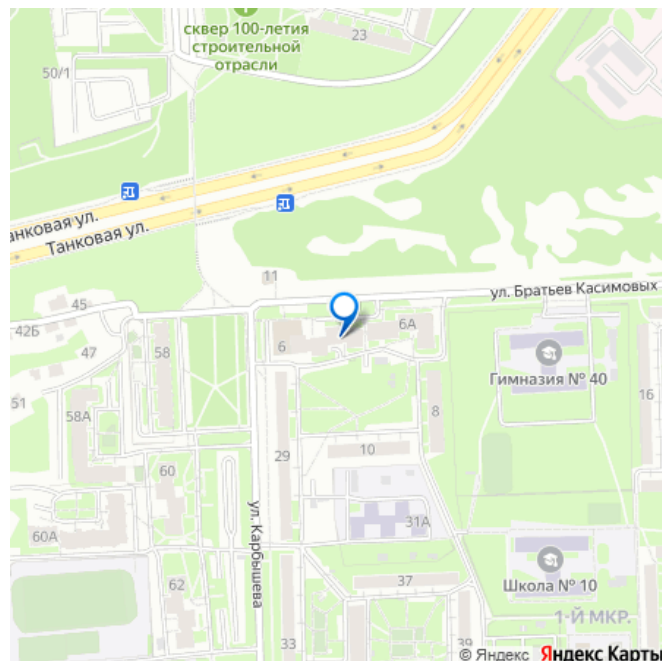 сквер 100-летия
строительной
отрасли
23
50/1
Танковая ул.
Танковая ул.
11
ул. Братьев Касимовых
45
42Б
6А
6
47
58
Гимназия № 40
16
51
58А
8
10
29
60
31А
ул. Карбышева
60А
Школа № 10
62
37
1-Й МКР.
33
© Яндекс Яндекс Карты